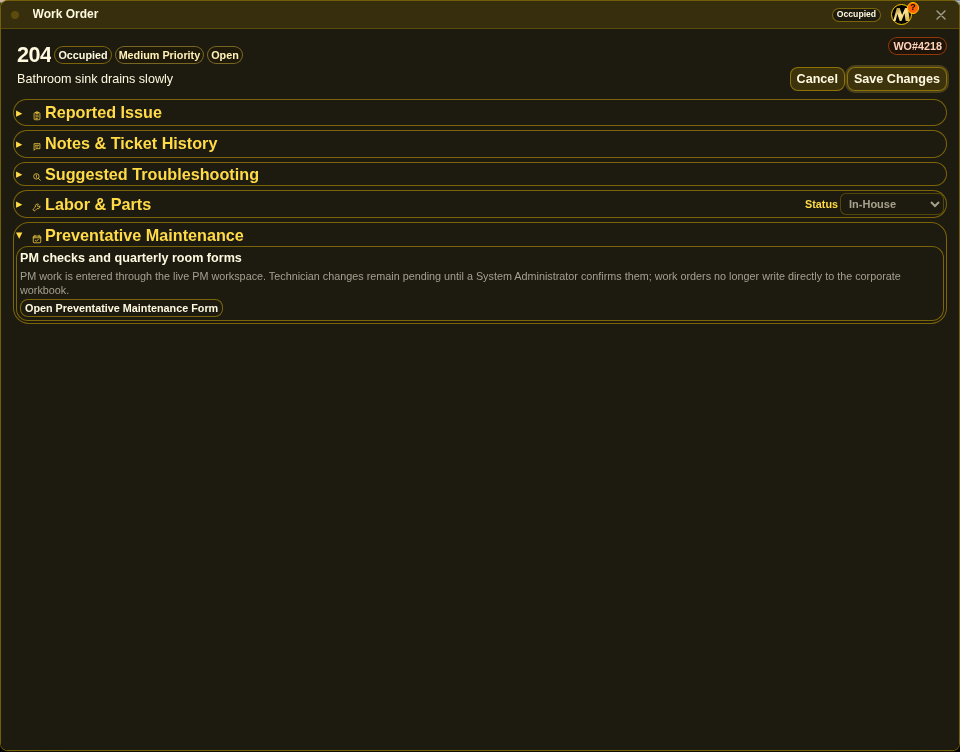 Work Order
Occupied
M
?
204 Occupied Medium Priority Open
WO#4218
Bathroom sink drains slowly
Cancel Save Changes
Reported Issue
Notes & Ticket History
Suggested Troubleshooting
Labor & Parts
Status In-House
Preventative Maintenance
PM checks and quarterly room forms
PM work is entered through the live PM workspace. Technician changes remain pending until a System Administrator confirms them; work orders no longer write directly to the corporate
workbook.
Open Preventative Maintenance Form